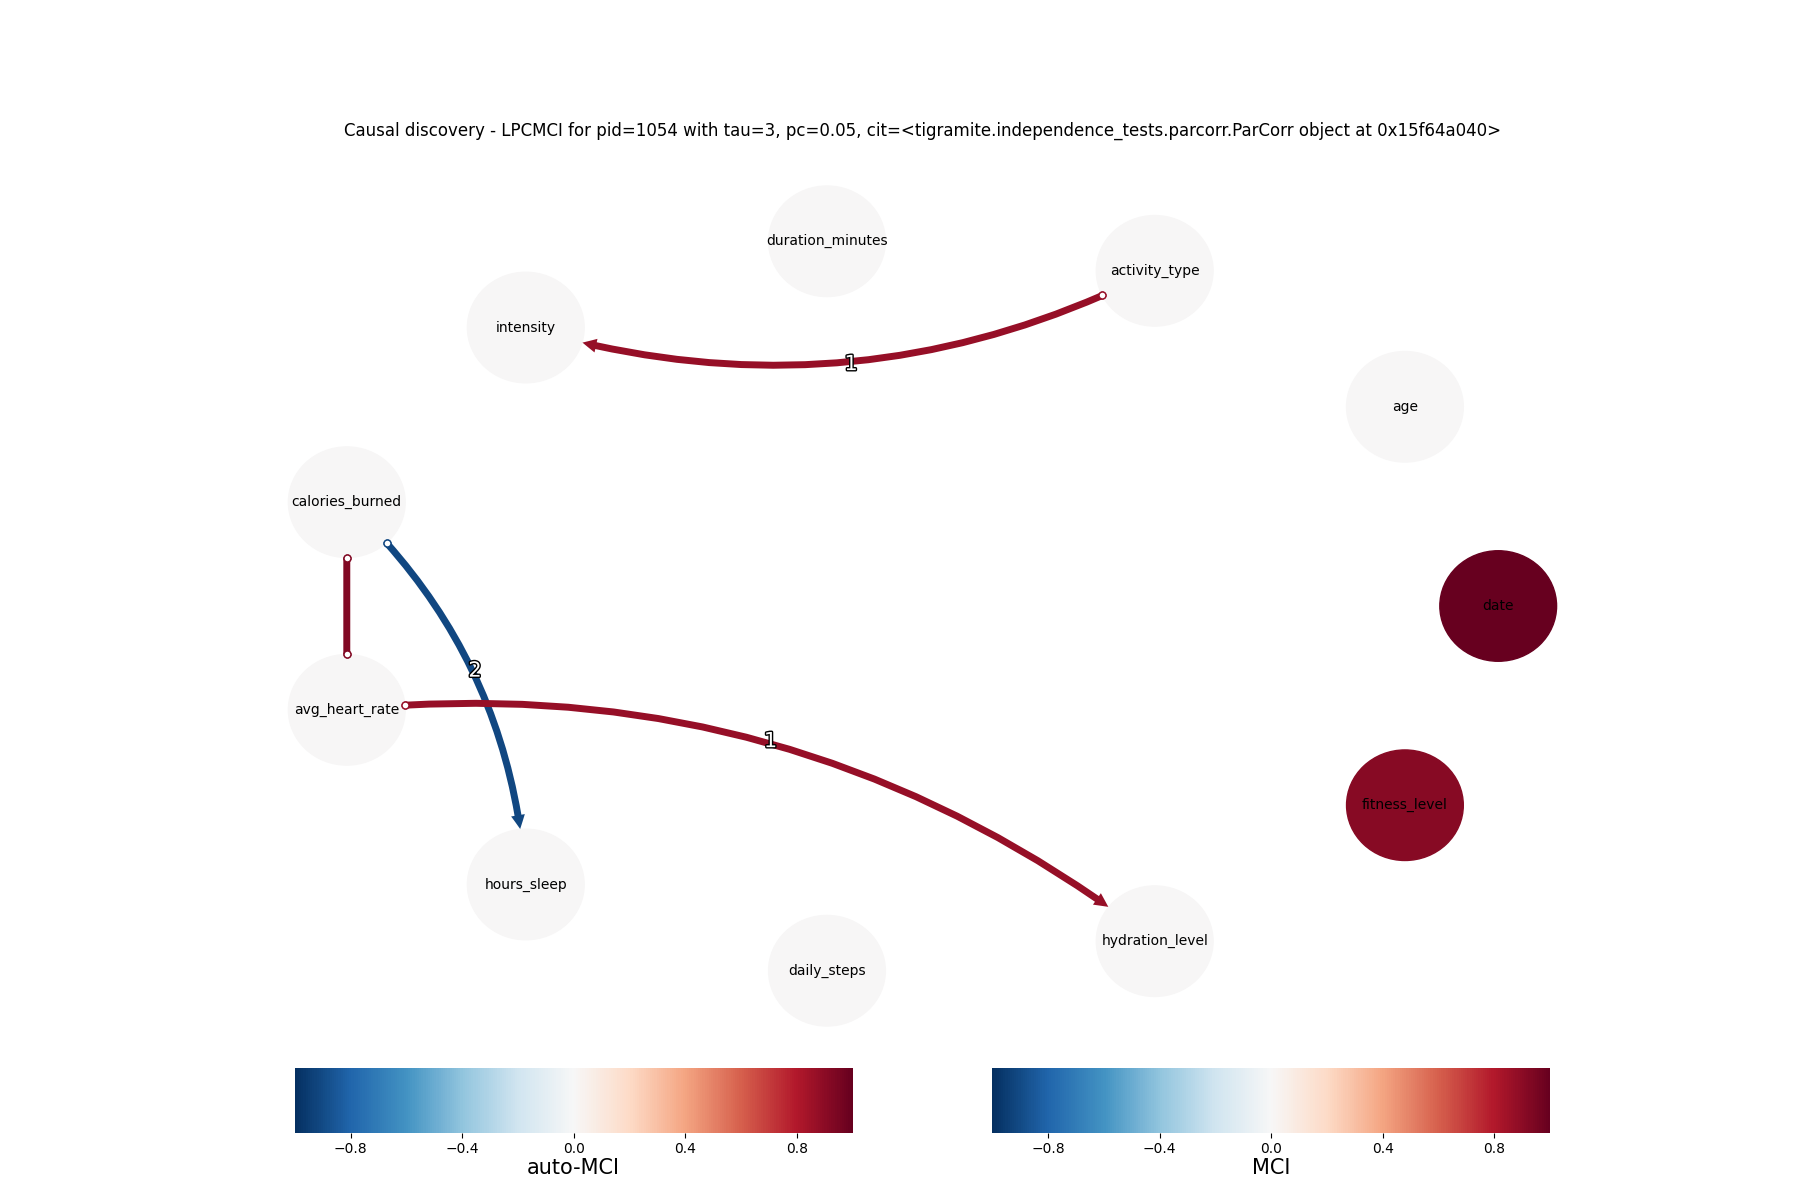 Causal discovery - LPCMCI for pid=1054 with tau=3, pc=0.05, cit=<tigramite.independence_tests.parcorr.ParCorr object at 0x15f64a040>
duration_minutes
activity_type
intensity
1
age
calories_burned
date
2
avg_heart_rate
1
fitness_level
hours_sleep
hydration_level
daily_steps
−0.8 −0.4 0.0 0.4 0.8
auto-MCI
−0.8 −0.4 0.0 0.4 0.8
MCI